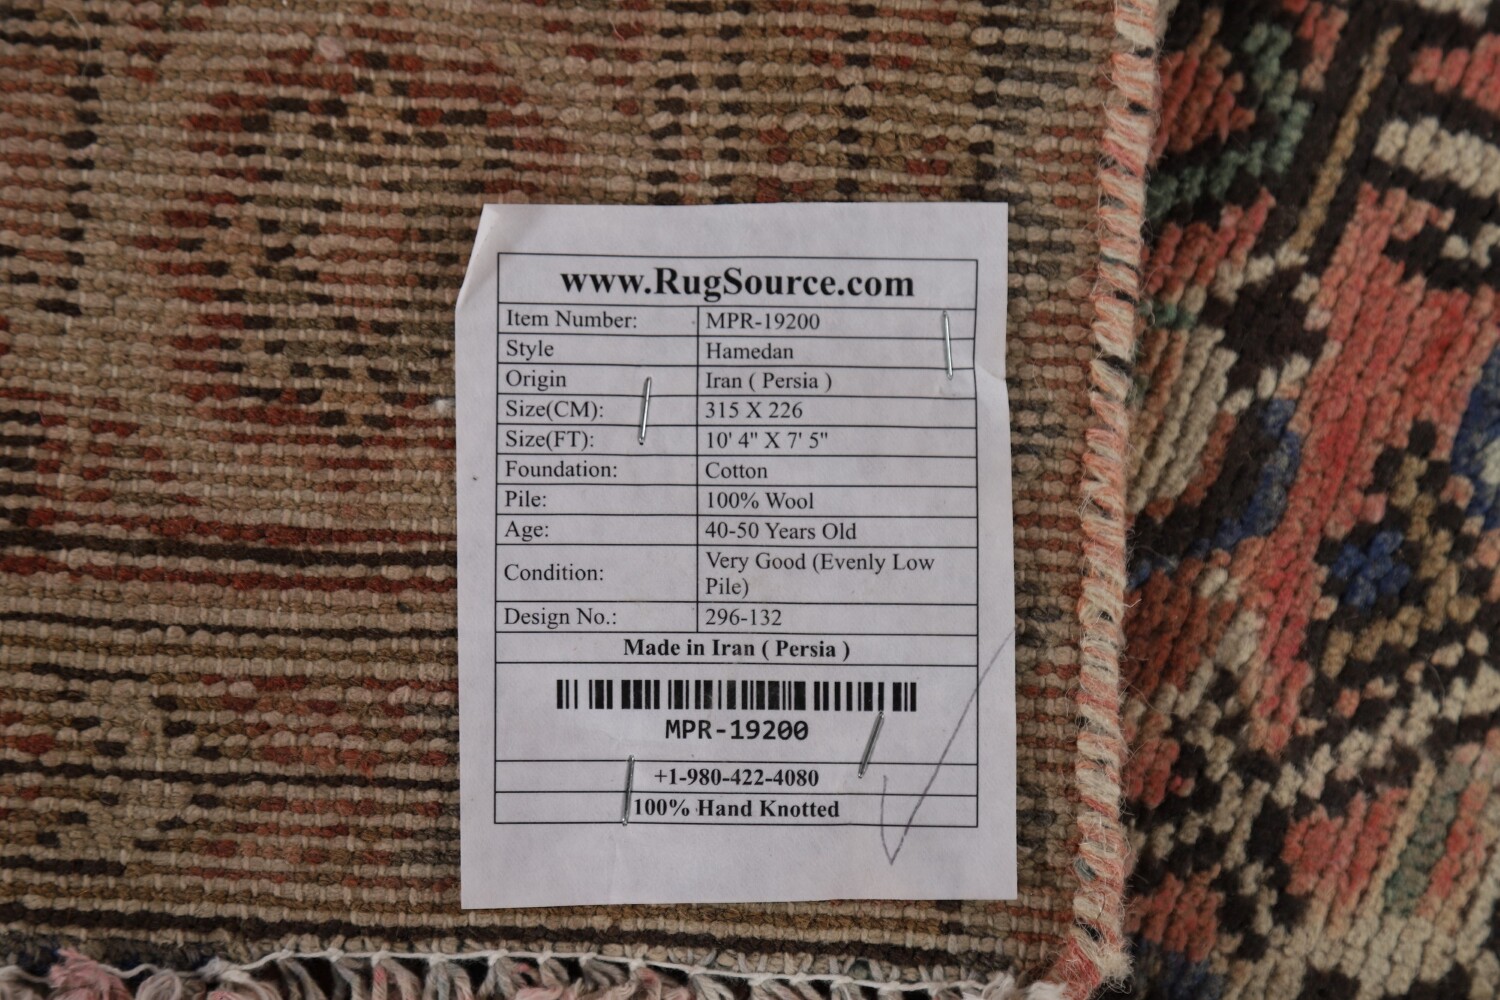 www.RugSource.com
Item Number: MPR-19200
Style Hamedan
Origin Iran ( Persia )
Size(CM): 315 X 226
Size(FT): 10' 4" X 7' 5"
Foundation: Cotton
Pile: 100% Wool
Age: 40-50 Years Old
Condition: Very Good (Evenly Low
Pile)
Design No.: 296-132
Made in Iran ( Persia )
MPR-19200
+1-980-422-4080
100% Hand Knotted